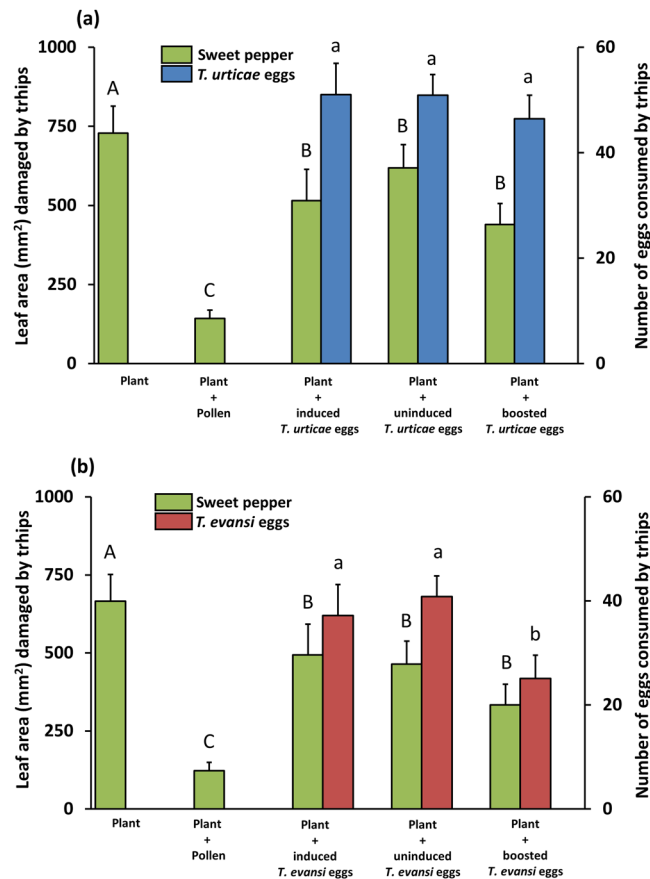 (a)
Sweet pepper
T. urticae eggs
1000
750
500
250
0
Leaf area (mm²) damaged by trhips
60
40
20
0
Number of eggs consumed by trhips
A
C
B
a
B
a
B
a
Plant
Plant
+
Pollen
Plant
+
induced
T. urticae eggs
Plant
+
uninduced
T. urticae eggs
Plant
+
boosted
T. urticae eggs
(b)
Sweet pepper
T. evansi eggs
1000
750
500
250
0
Leaf area (mm²) damaged by trhips
60
40
20
0
Number of eggs consumed by trhips
A
C
B
a
B
a
B
b
Plant
Plant
+
Pollen
Plant
+
induced
T. evansi eggs
Plant
+
uninduced
T. evansi eggs
Plant
+
boosted
T. evansi eggs